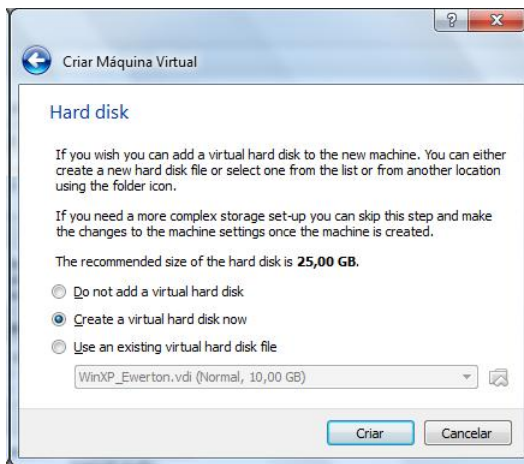 Criar Máquina Virtual
Hard disk
If you wish you can add a virtual hard disk to the new machine. You can either
create a new hard disk file or select one from the list or from another location
using the folder icon.
If you need a more complex storage set-up you can skip this step and make
the changes to the machine settings once the machine is created.
The recommended size of the hard disk is 25,00 GB.
Do not add a virtual hard disk
Create a virtual hard disk now
Use an existing virtual hard disk file
WinXP_Ewerton.vdi (Normal, 10,00 GB)
Criar Cancelar